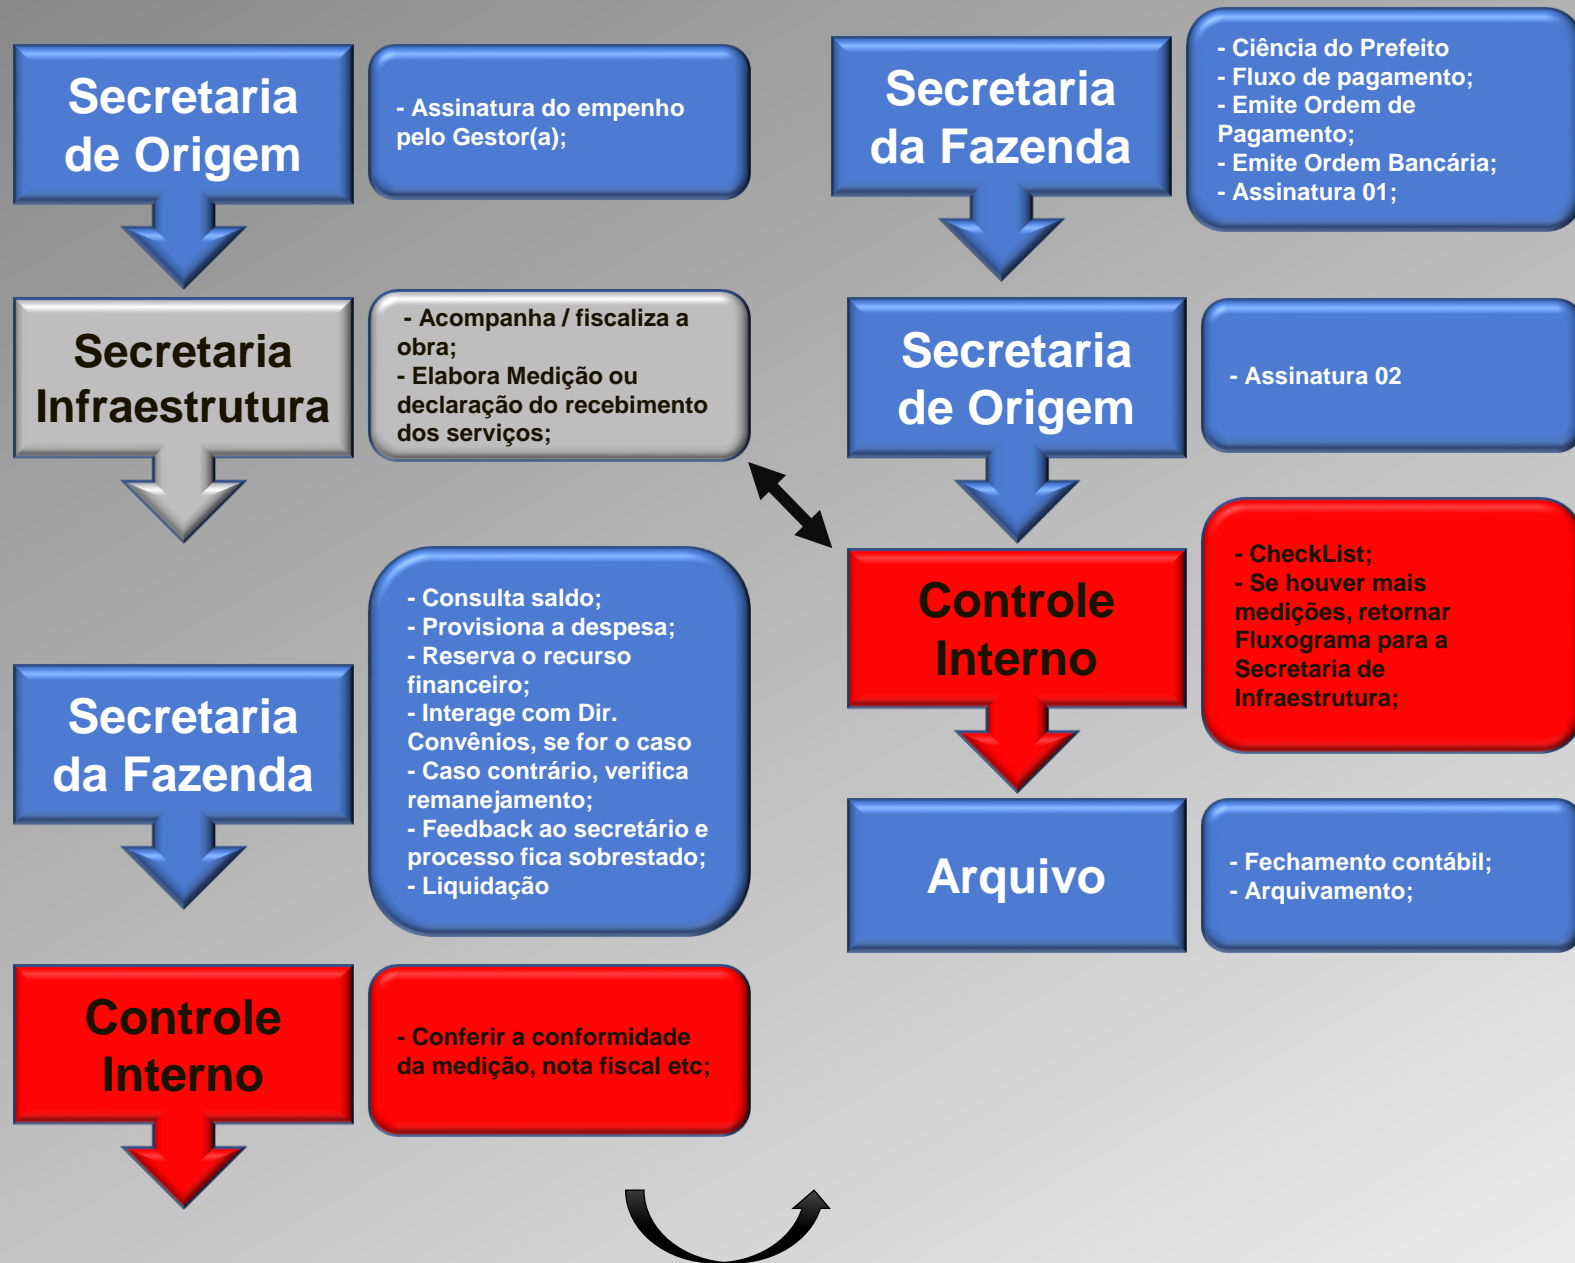 Secretaria
de Origem
- Assinatura do empenho
pelo Gestor(a);
Secretaria
Infraestrutura
- Acompanha / fiscaliza a
obra;
- Elabora Medição ou
declaração do recebimento
dos serviços;
Secretaria
da Fazenda
- Consulta saldo;
- Provisiona a despesa;
- Reserva o recurso
financeiro;
- Interage com Dir.
Convênios, se for o caso
- Caso contrário, verifica
remanejamento;
- Feedback ao secretário e
processo fica sobrestado;
- Liquidação
Controle
Interno
- Conferir a conformidade
da medição, nota fiscal etc;
Secretaria
da Fazenda
- Ciência do Prefeito
- Fluxo de pagamento;
- Emite Ordem de
Pagamento;
- Emite Ordem Bancária;
- Assinatura 01;
Secretaria
de Origem
- Assinatura 02
Controle
Interno
- CheckList;
- Se houver mais
medições, retornar
Fluxograma para a
Secretaria de
Infraestrutura;
Arquivo
- Fechamento contábil;
- Arquivamento;